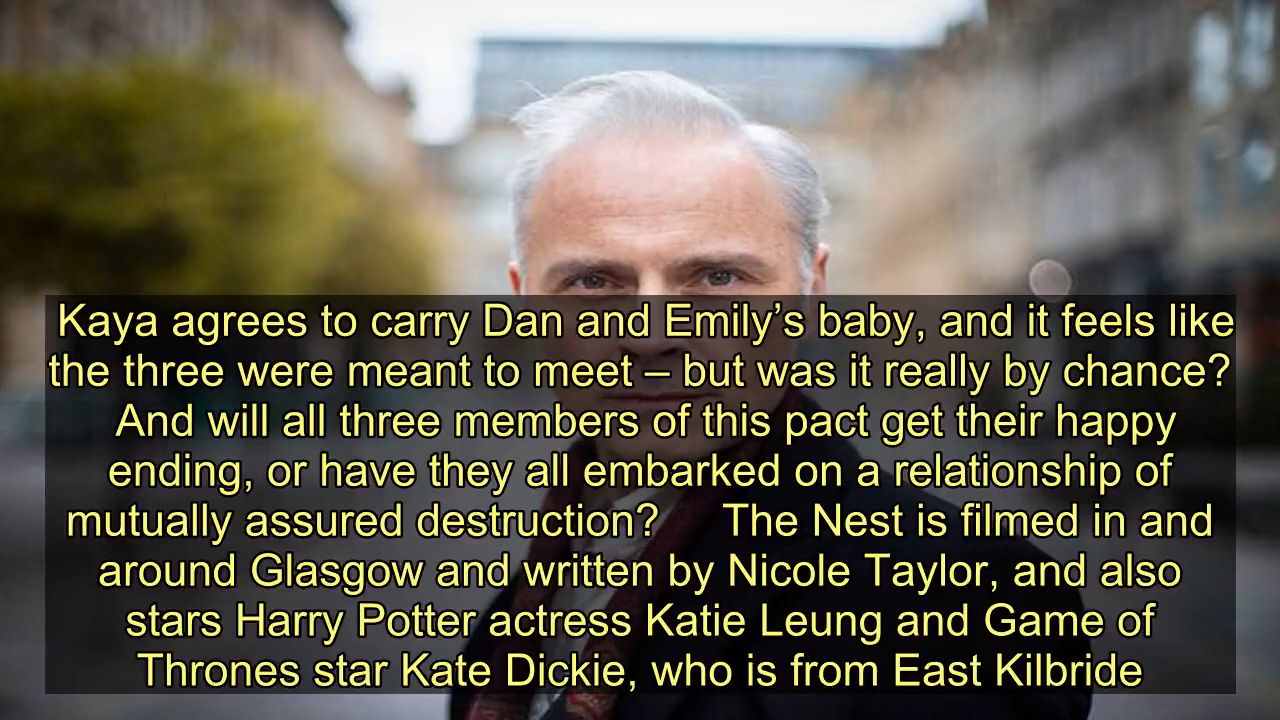 Kaya agrees to carry Dan and Emily’s baby, and it feels like
the three were meant to meet – but was it really by chance?
And will all three members of this pact get their happy
ending, or have they all embarked on a relationship of
mutually assured destruction?      The Nest is filmed in and
around Glasgow and written by Nicole Taylor, and also
stars Harry Potter actress Katie Leung and Game of
Thrones star Kate Dickie, who is from East Kilbride